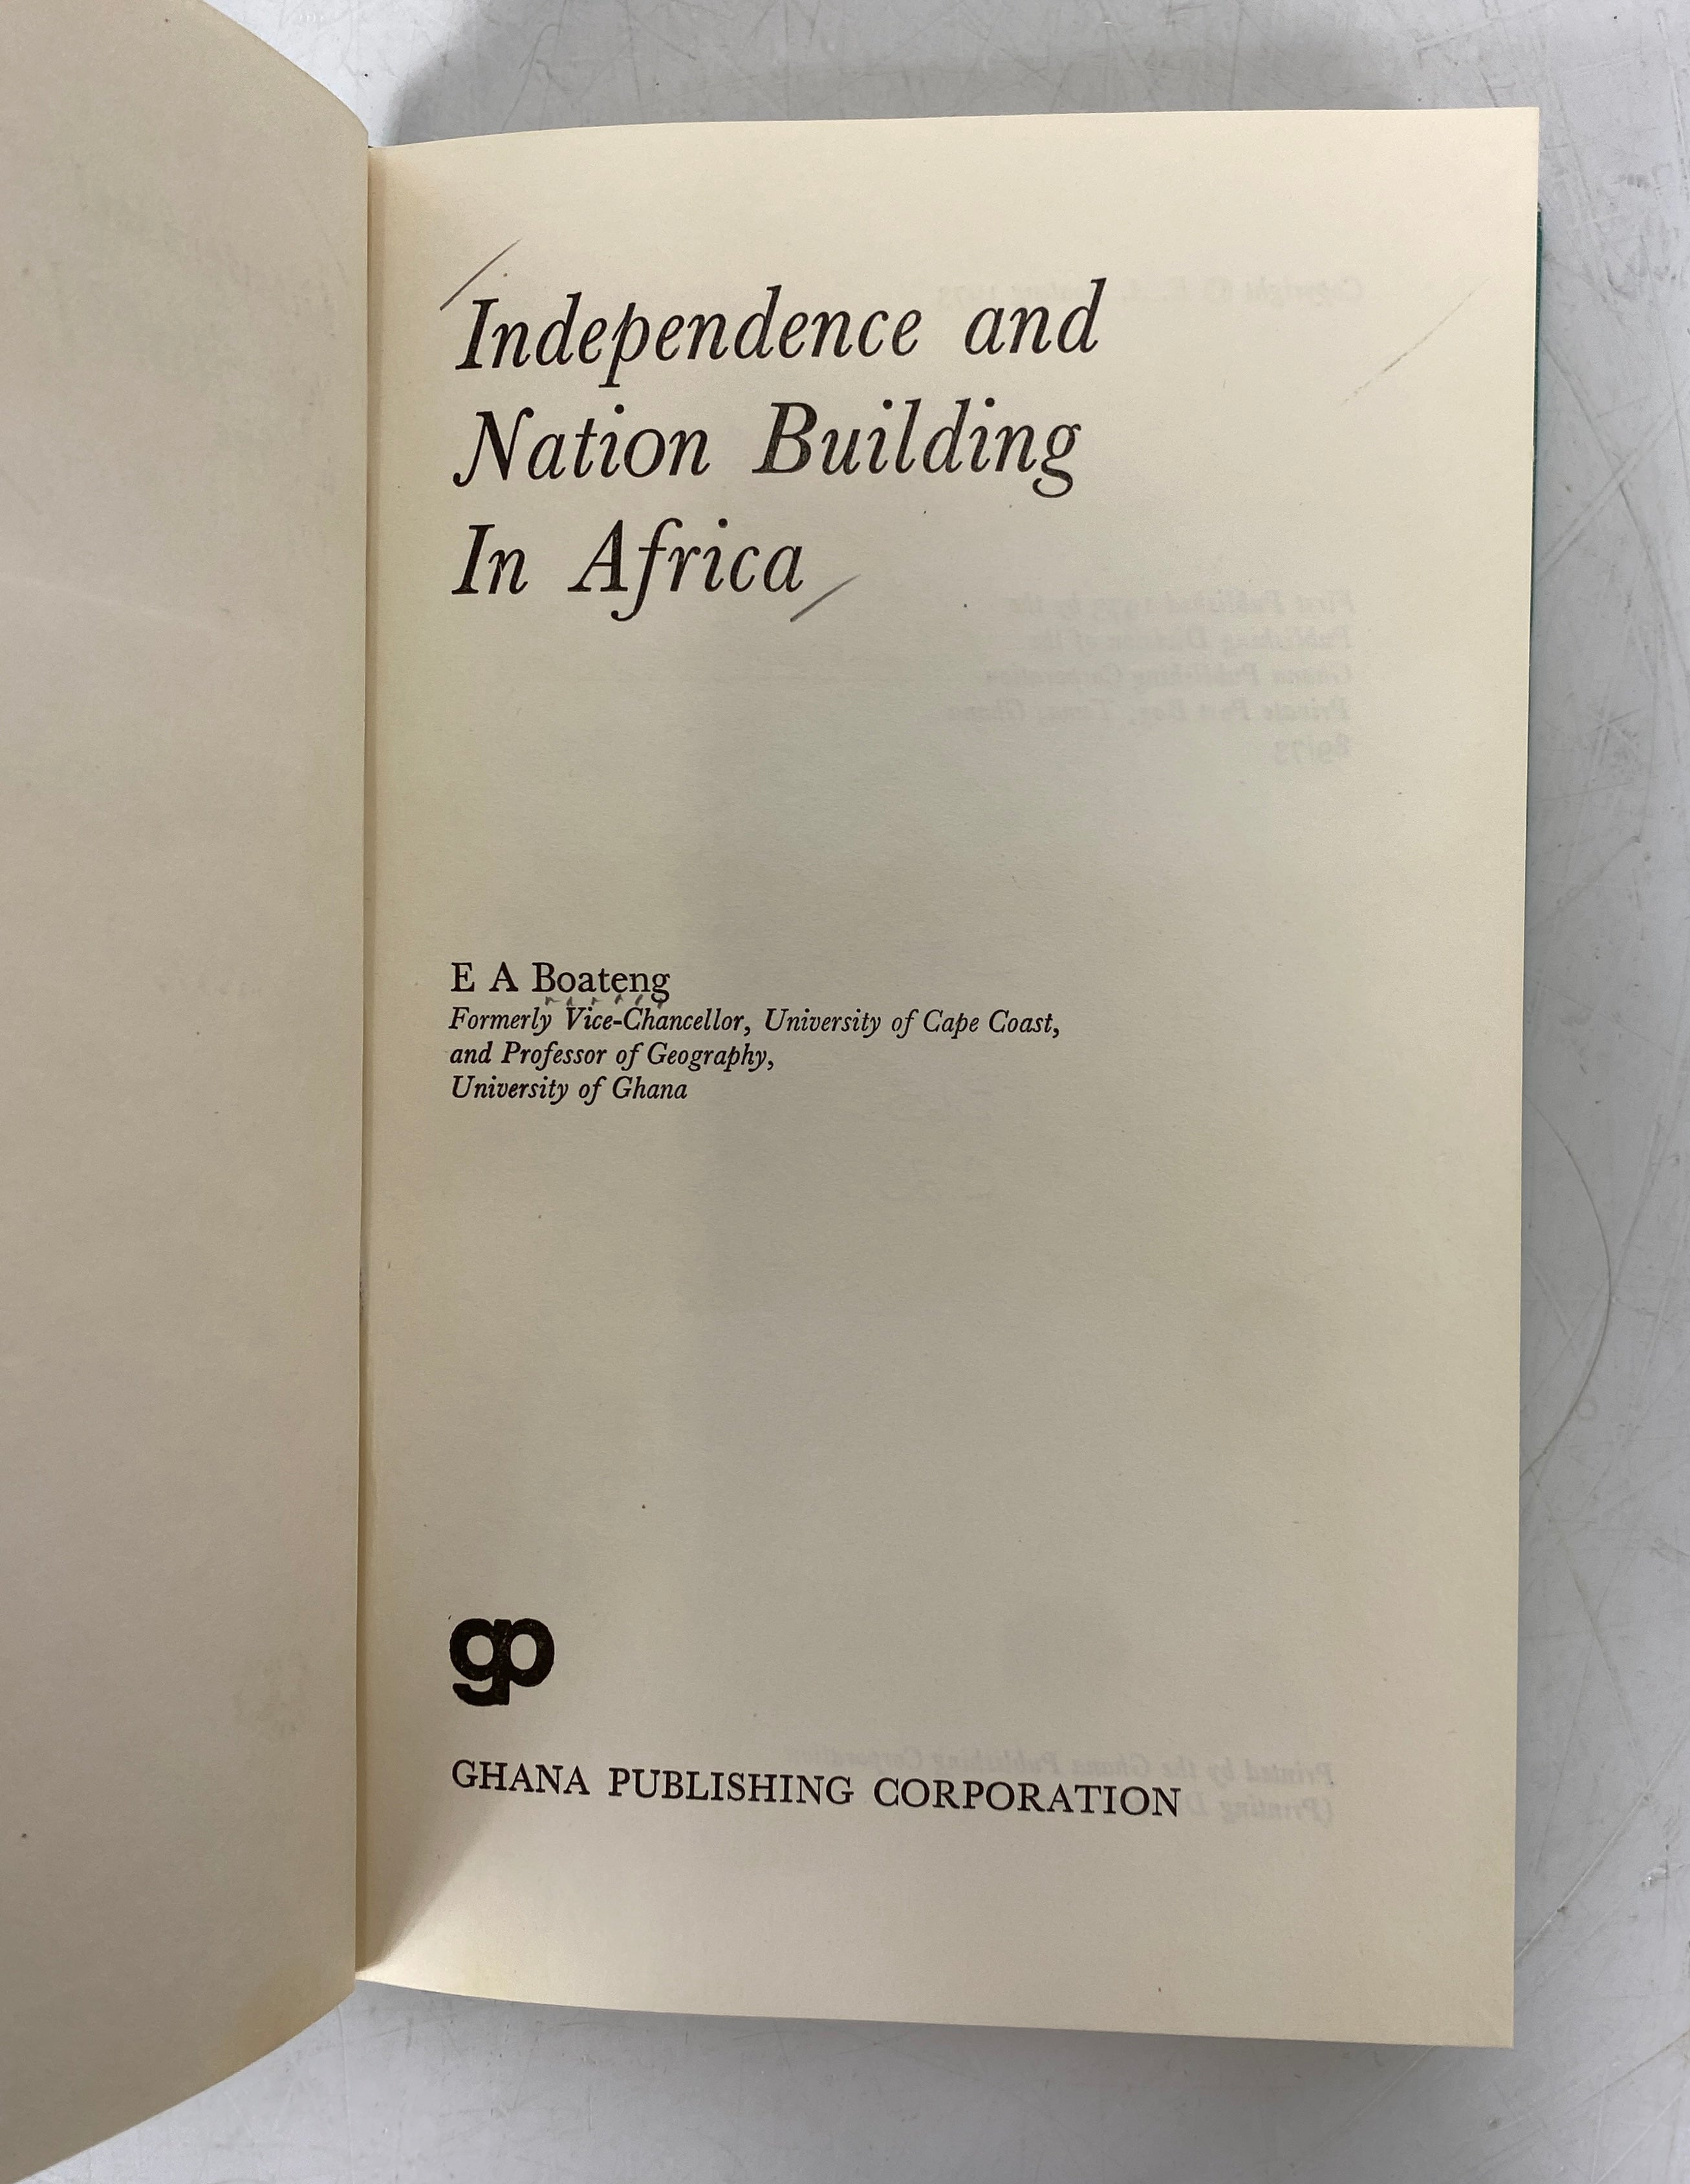 Independence and
Nation Building
In Africa
E A Boateng
Formerly Vice-Chancellor, University of Cape Coast,
and Professor of Geography,
University of Ghana
gp
GHANA PUBLISHING CORPORATION